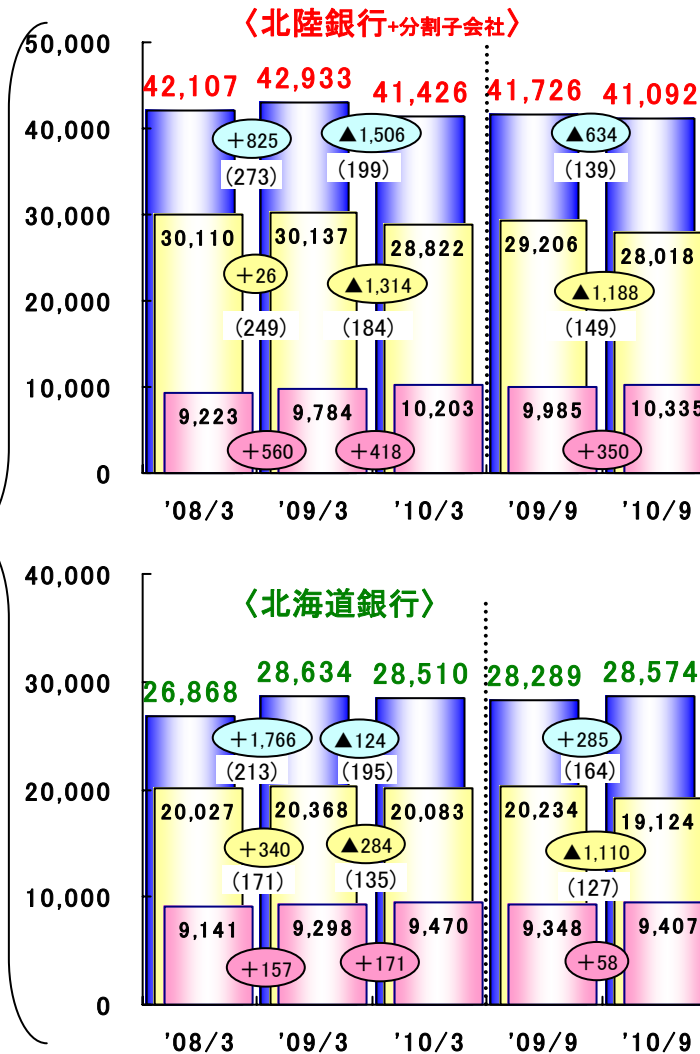 〈北陸銀行+分割子会社〉
50,000
42,107 42,933 41,426 41,726 41,092
40,000
+825 ▲1,506 ▲634
(273) (199) (139)
30,000
30,110 30,137 28,822 29,206 28,018
+26 ▲1,314 ▲1,188
20,000
(249) (184) (149)
10,000
9,223 9,784 10,203 9,985 10,335
+560 +418 +350
0
'08/3 '09/3 '10/3 '09/9 '10/9
40,000
〈北海道銀行〉
30,000
26,868 28,634 28,510 28,289 28,574
+1,766 ▲124 +285
(213) (195) (164)
20,000
20,027 20,368 20,083 20,234 19,124
+340 ▲284 ▲1,110
(171) (135) (127)
10,000
9,141 9,298 9,470 9,348 9,407
+157 +171 +58
0
'08/3 '09/3 '10/3 '09/9 '10/9